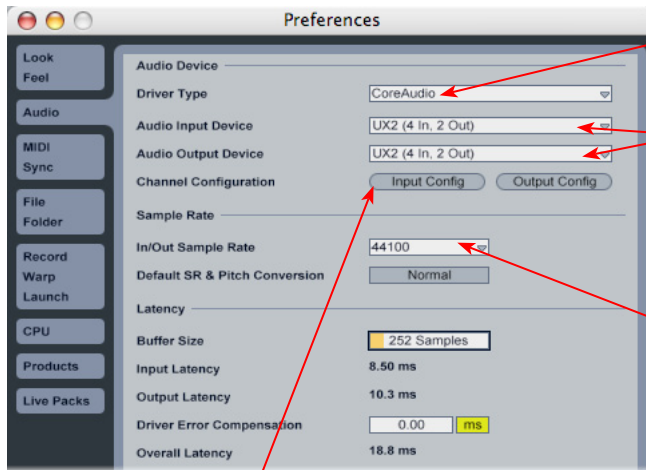 Preferences
Look
Feel
Audio
MIDI
Sync
File
Folder
Record
Warp
Launch
CPU
Products
Live Packs
Audio Device
Driver Type CoreAudio
Audio Input Device UX2 (4 In, 2 Out)
Audio Output Device UX2 (4 In, 2 Out)
Channel Configuration Input Config Output Config
Sample Rate
In/Out Sample Rate 44100
Default SR & Pitch Conversion Normal
Latency
Buffer Size 252 Samples
Input Latency 8.50 ms
Output Latency 10.3 ms
Driver Error Compensation 0.00 ms
Overall Latency 18.8 ms